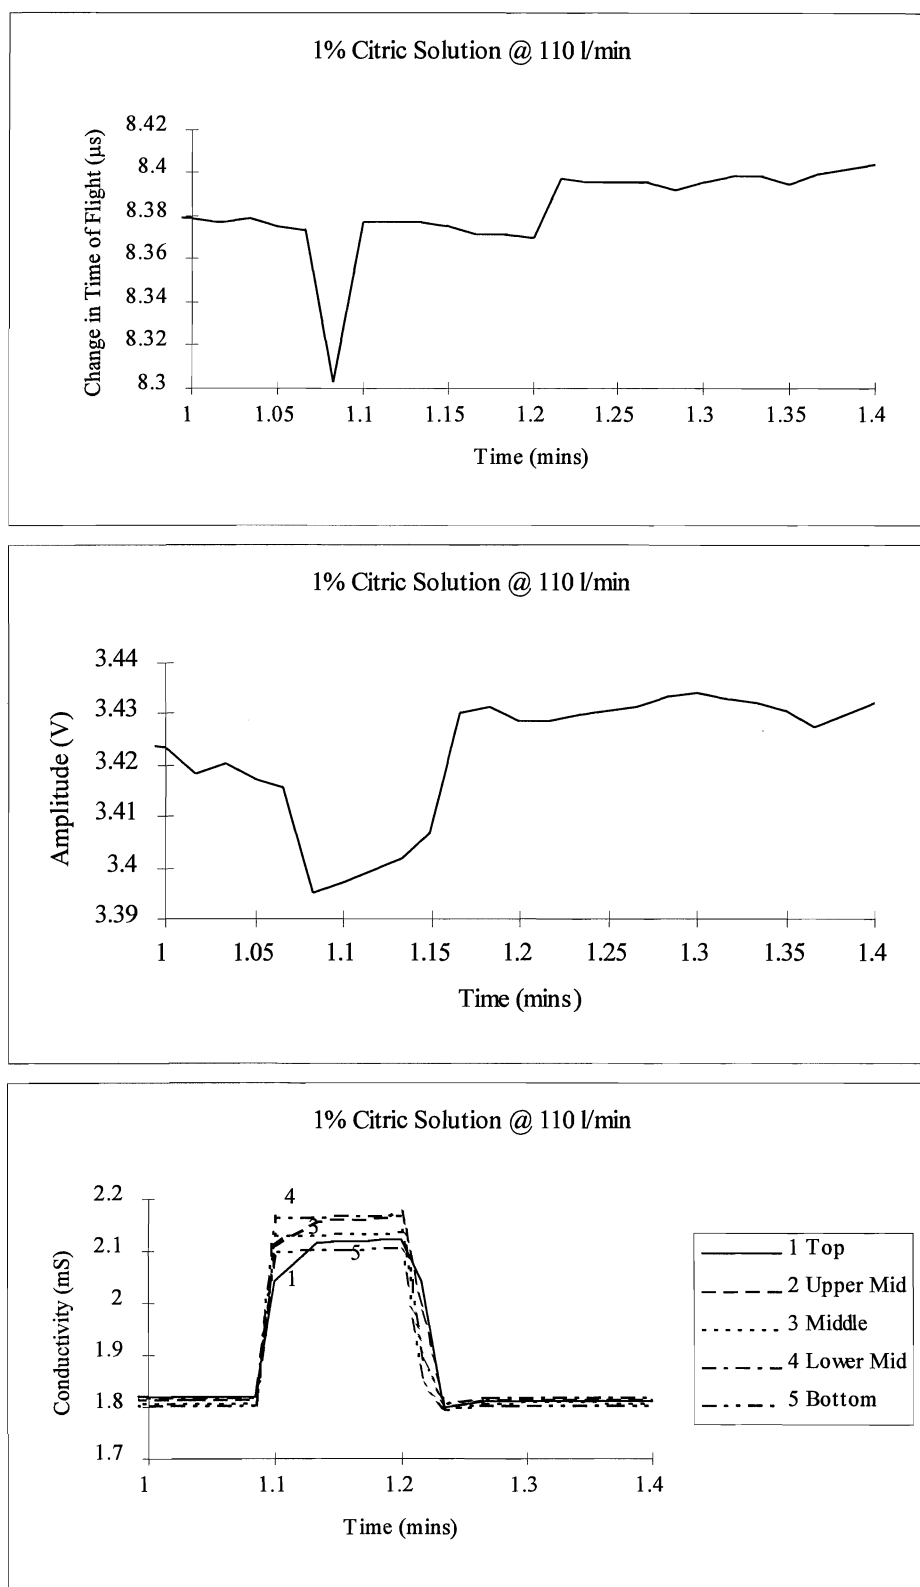 1% Citric Solution @ 110 l/min
Change in Time of Flight (µs)
8.42
8.4
8.38
8.36
8.34
8.32
8.3
1 1.05 1.1 1.15 1.2 1.25 1.3 1.35 1.4
Time (mins)
1% Citric Solution @ 110 l/min
Amplitude (V)
3.44
3.43
3.42
3.41
3.4
3.39
1 1.05 1.1 1.15 1.2 1.25 1.3 1.35 1.4
Time (mins)
1% Citric Solution @ 110 l/min
Conductivity (mS)
2.2
2.1
2
1.9
1.8
1.7
4
3
5
1
1 1.1 1.2 1.3 1.4
Time (mins)
1 Top
2 Upper Mid
3 Middle
4 Lower Mid
5 Bottom